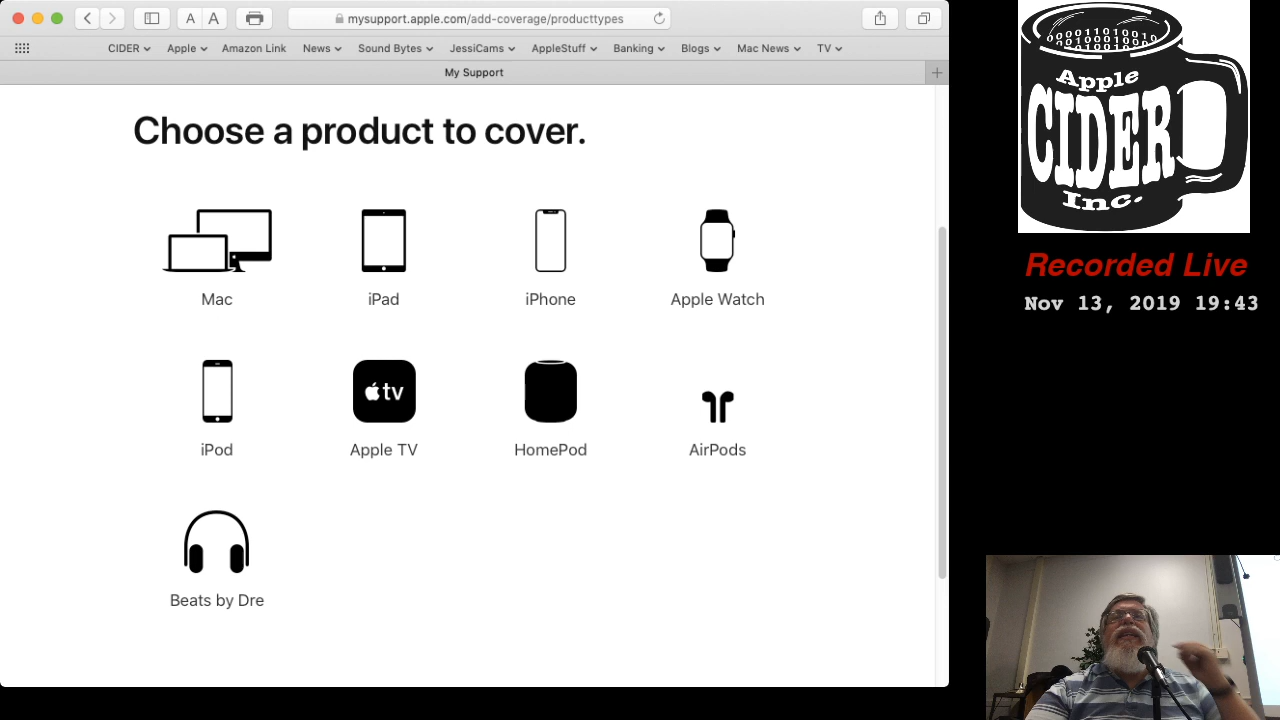 A A mysupport.apple.com/add-coverage/producttypes
CIDER Apple Amazon Link News Sound Bytes JessiCams AppleStuff Banking Blogs Mac News TV
My Support
Choose a product to cover.
Mac iPad iPhone Apple Watch
tv
iPod Apple TV HomePod AirPods
Beats by Dre
Apple
CIDER
Inc.
Recorded Live
Nov 13, 2019 19:43